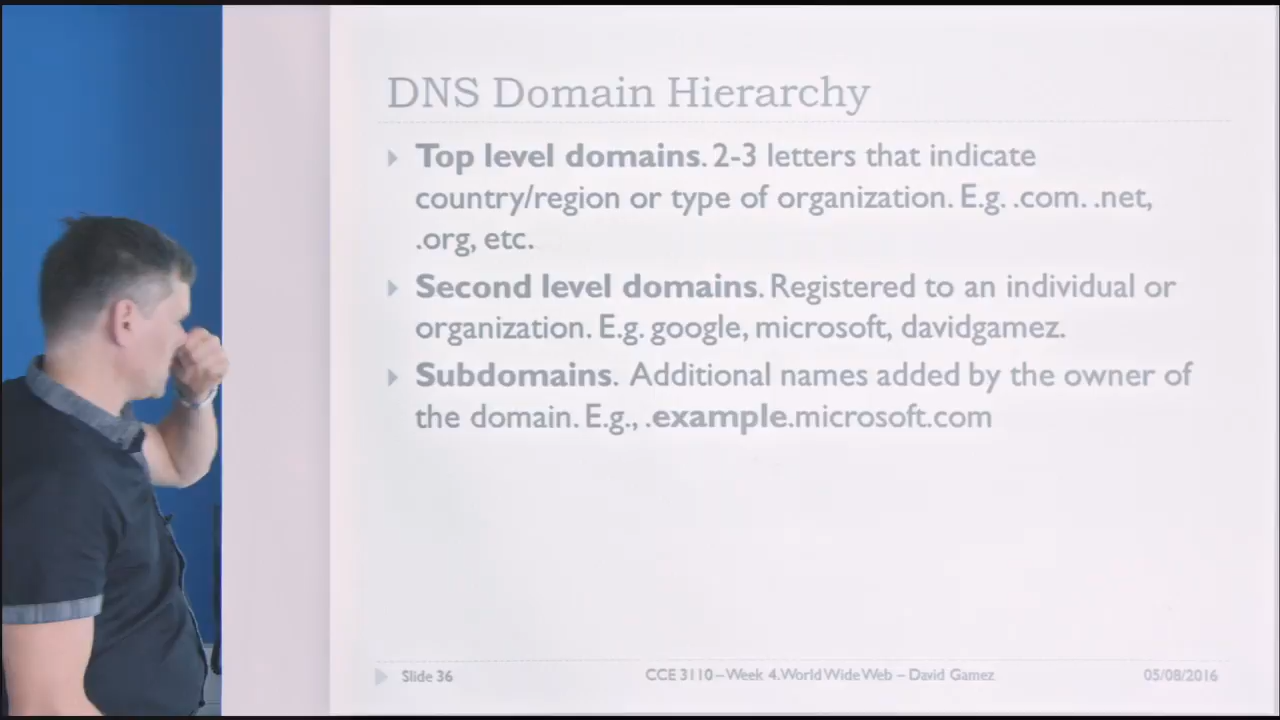 DNS Domain Hierarchy
Top level domains. 2-3 letters that indicate
country/region or type of organization. E.g. .com. .net,
.org, etc.
Second level domains. Registered to an individual or
organization. E.g. google, microsoft, davidgamez.
Subdomains. Additional names added by the owner of
the domain. E.g., .example.microsoft.com
Slide 36
CCE 3110 – Week 4. World Wide Web – David Gamez
05/08/2016